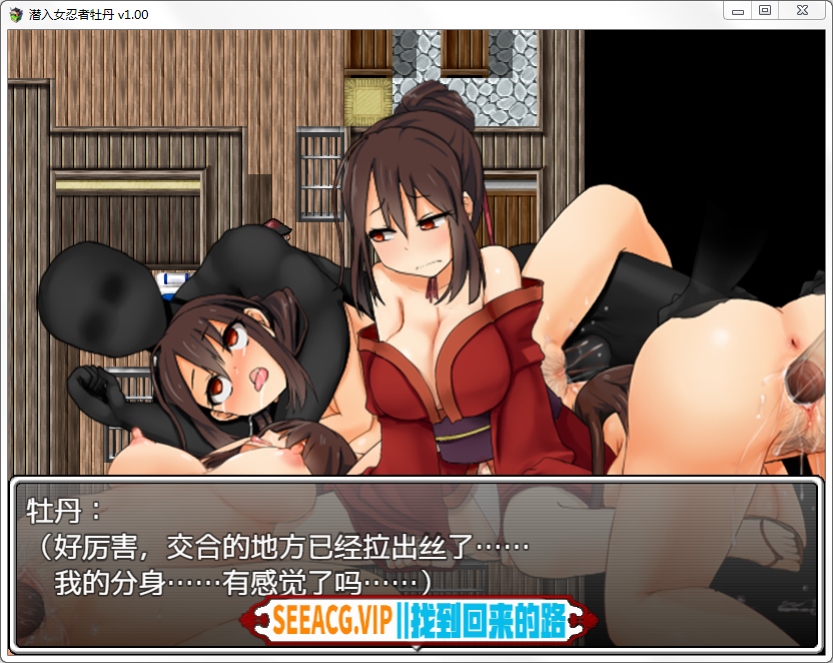 潜入女忍者牡丹 v1.00
牡丹：
（好厉害，交合的地方已经拉出丝了……
我的分身……有感觉了吗……）
SEEACG.VIP||找到回来的路